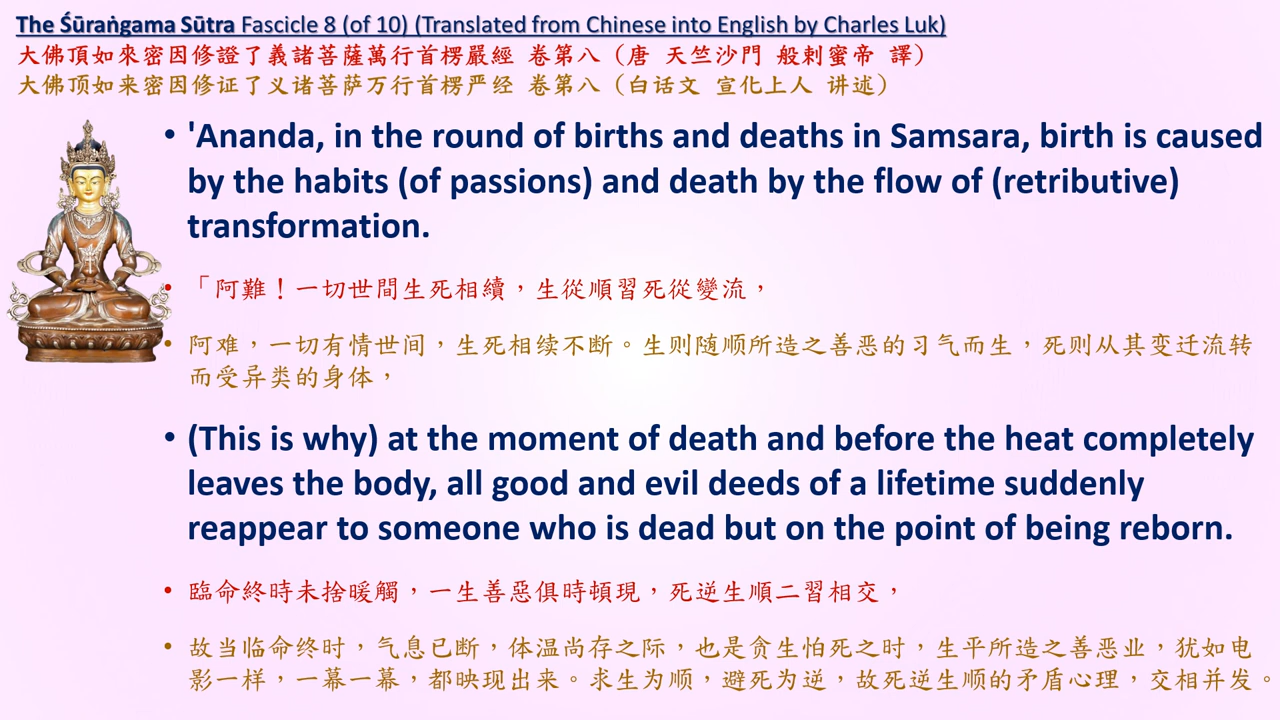 The Śūraṅgama Sūtra Fascicle 8 (of 10) (Translated from Chinese into English by Charles Luk)
大佛頂如來密因修證了義諸菩薩萬行首楞嚴經 卷第八（唐 天竺沙門 般剌蜜帝 譯）
大佛顶如来密因修证了义诸菩萨万行首楞严经 卷第八（白话文 宣化上人 讲述）
• 'Ananda, in the round of births and deaths in Samsara, birth is caused
by the habits (of passions) and death by the flow of (retributive)
transformation.
• 「阿難！一切世間生死相續，生從順習死從變流，
• 阿难，一切有情世间，生死相续不断。生则随顺所造之善恶的习气而生，死则从其变迁流转
而受异类的身体，
• (This is why) at the moment of death and before the heat completely
leaves the body, all good and evil deeds of a lifetime suddenly
reappear to someone who is dead but on the point of being reborn.
• 臨命終時未捨暖觸，一生善惡俱時頓現，死逆生順二習相交，
• 故当临命终时，气息已断，体温尚存之际，也是贪生怕死之时，生平所造之善恶业，犹如电
影一样，一幕一幕，都映现出来。求生为顺，避死为逆，故死逆生顺的矛盾心理，交相并发。